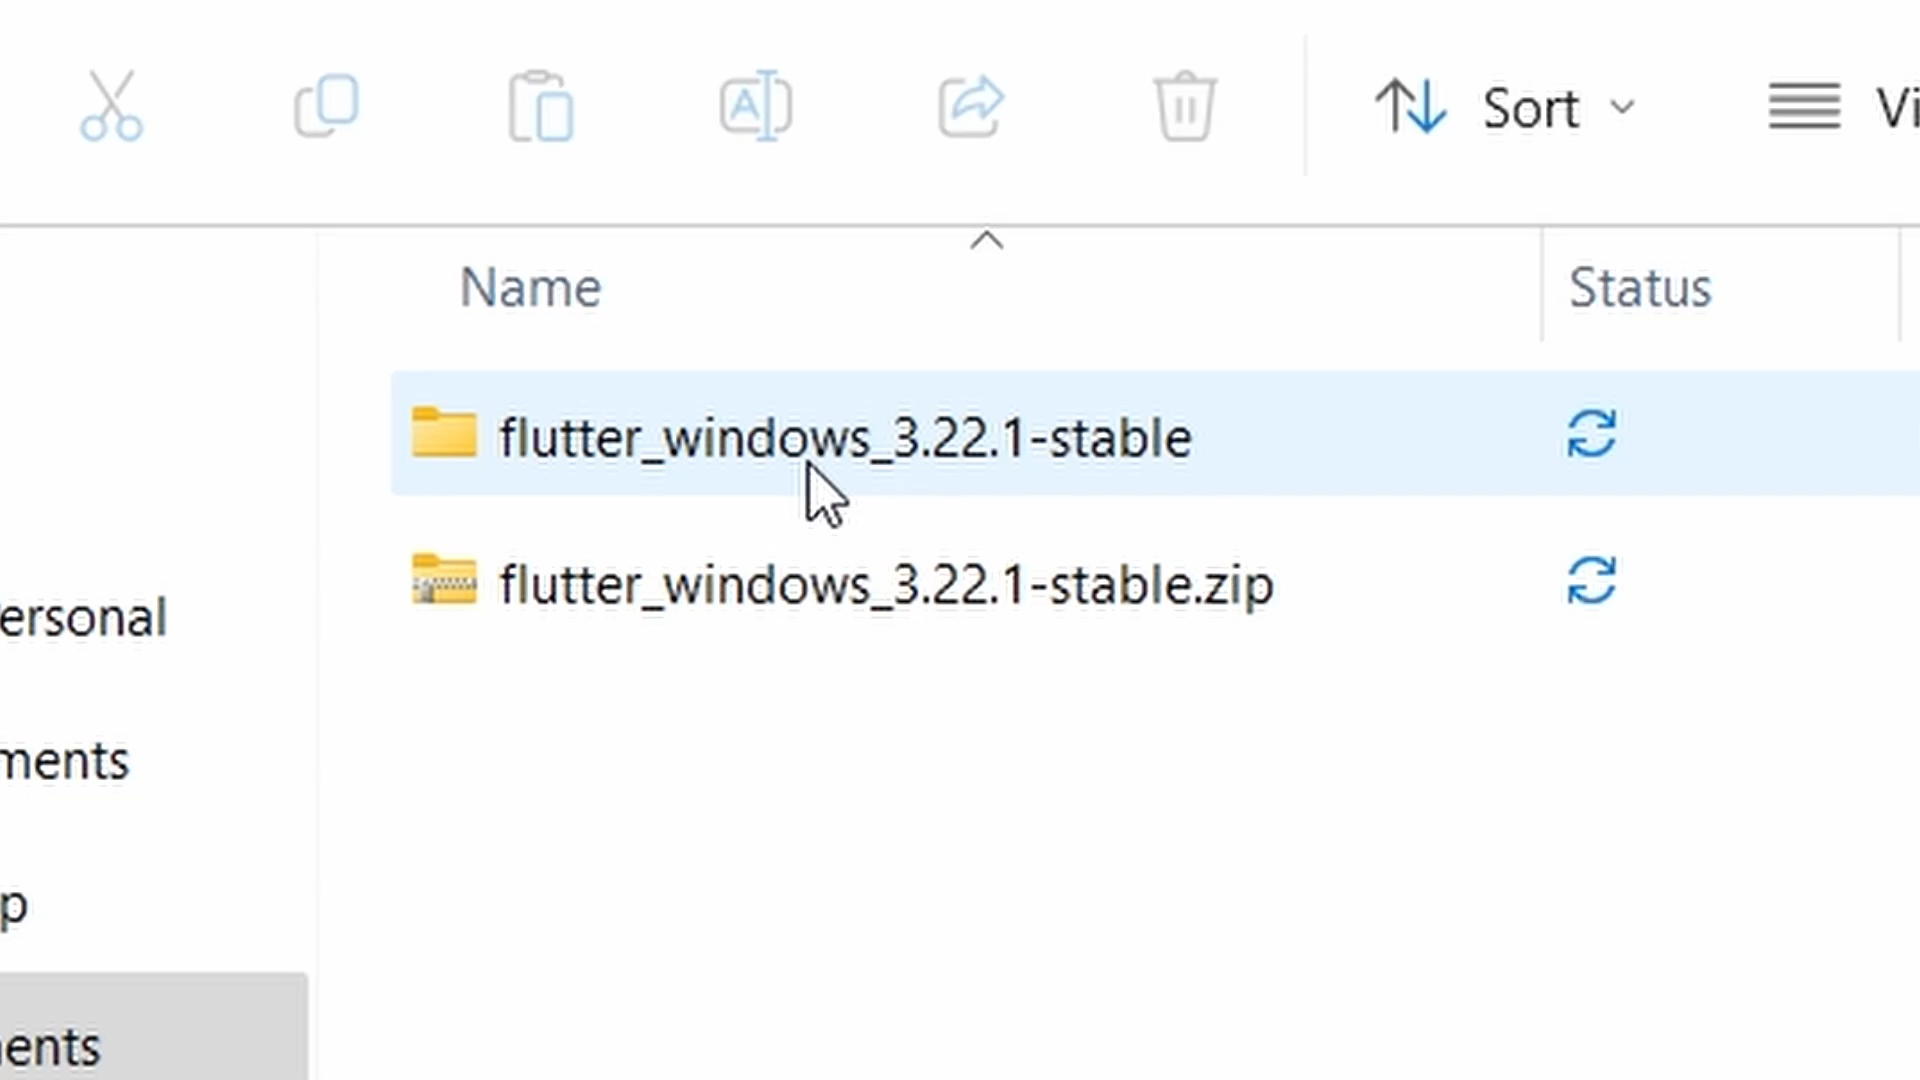 Sort
Vi
Name
Status
flutter_windows_3.22.1-stable
flutter_windows_3.22.1-stable.zip
ersonal
ments
p
ents